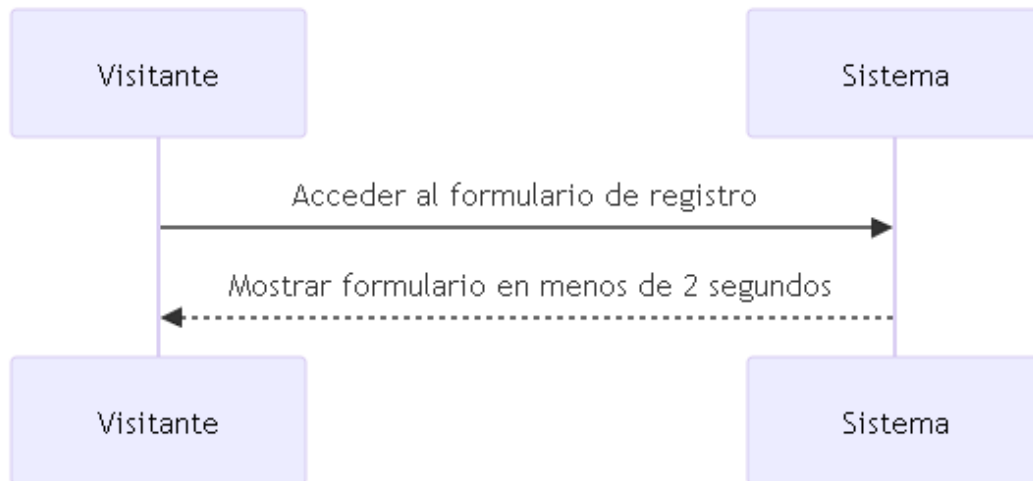 Visitante
Sistema
Acceder al formulario de registro
Mostrar formulario en menos de 2 segundos
Visitante
Sistema